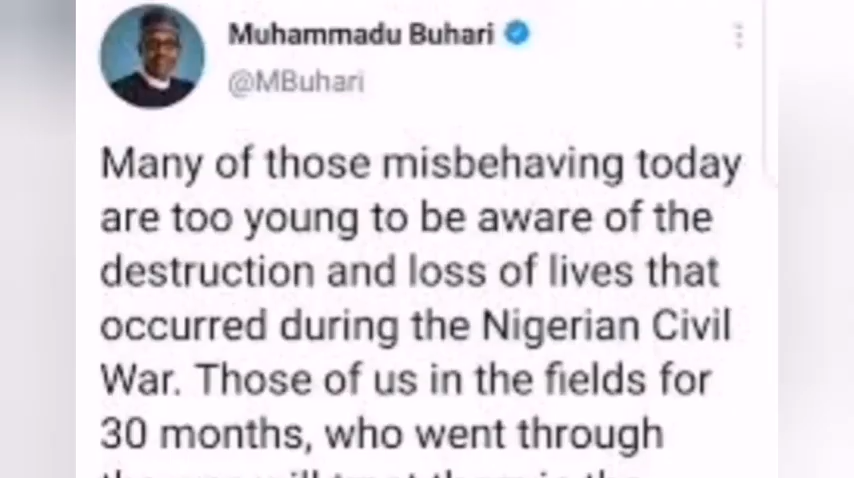 Muhammadu Buhari
@MBuhari
Many of those misbehaving today
are too young to be aware of the
destruction and loss of lives that
occurred during the Nigerian Civil
War. Those of us in the fields for
30 months, who went through